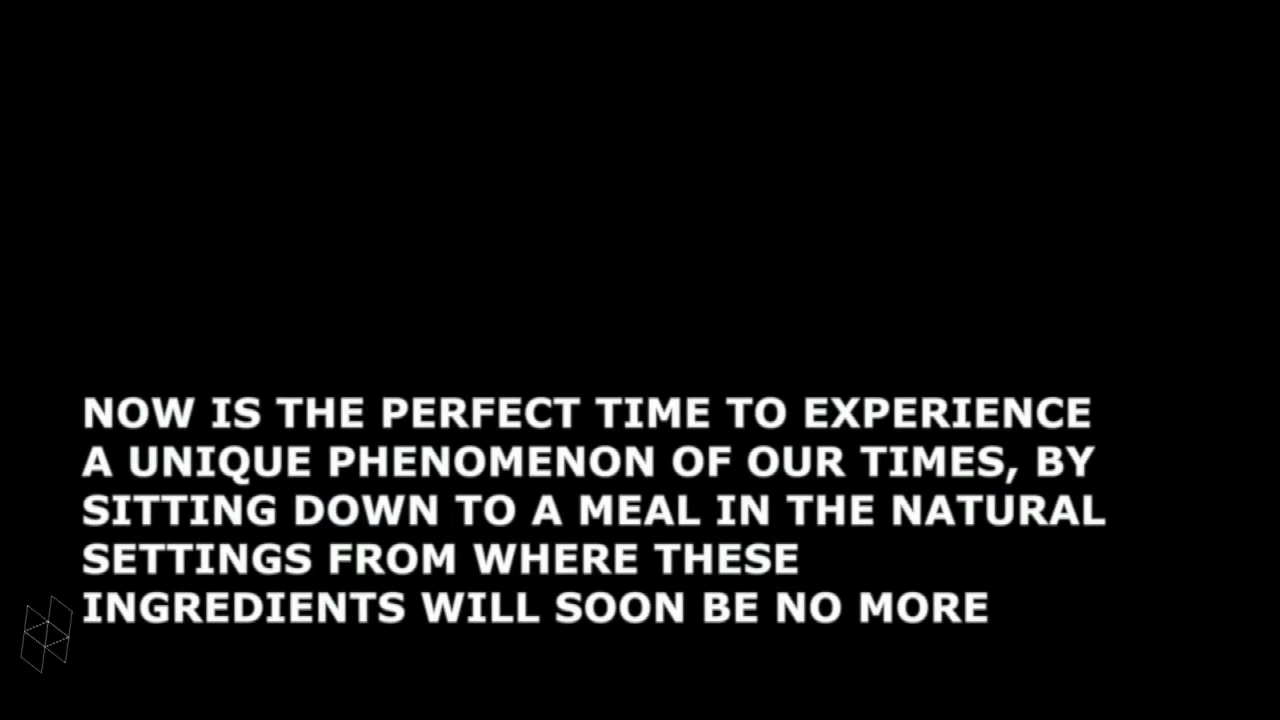 NOW IS THE PERFECT TIME TO EXPERIENCE
A UNIQUE PHENOMENON OF OUR TIMES, BY
SITTING DOWN TO A MEAL IN THE NATURAL
SETTINGS FROM WHERE THESE
INGREDIENTS WILL SOON BE NO MORE